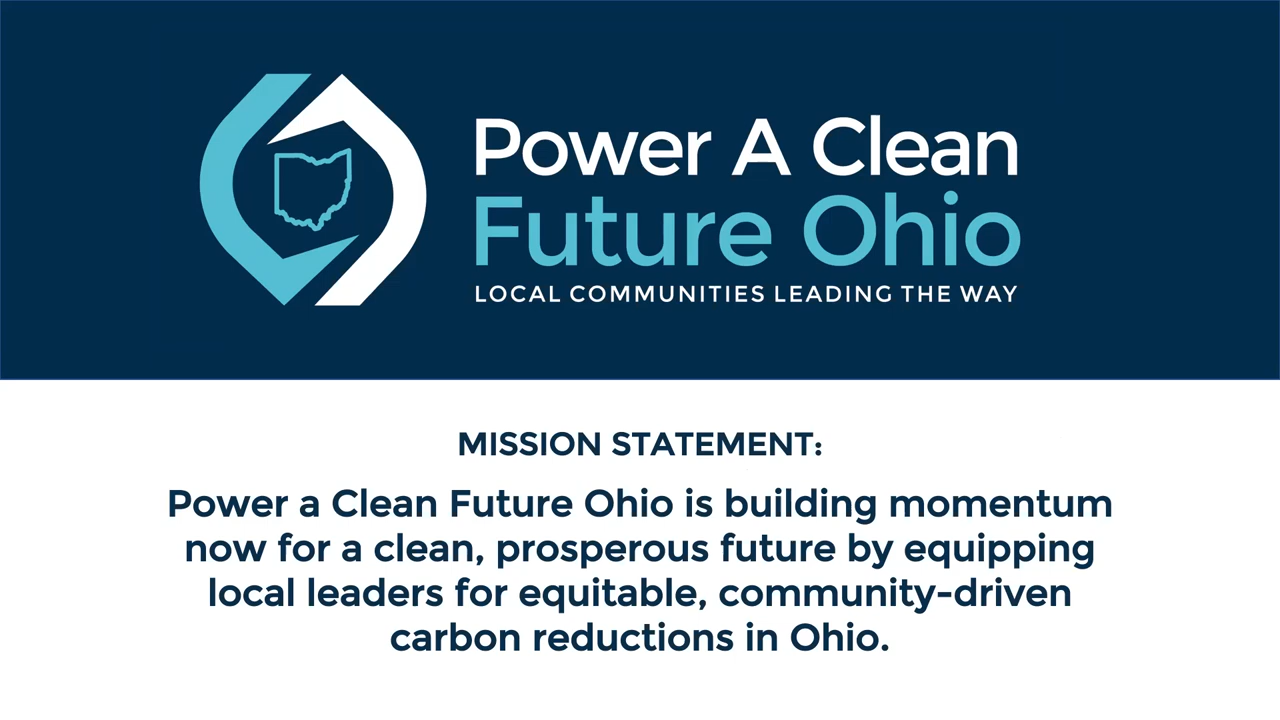 Power A Clean
Future Ohio
LOCAL COMMUNITIES LEADING THE WAY
MISSION STATEMENT:
Power a Clean Future Ohio is building momentum
now for a clean, prosperous future by equipping
local leaders for equitable, community-driven
carbon reductions in Ohio.